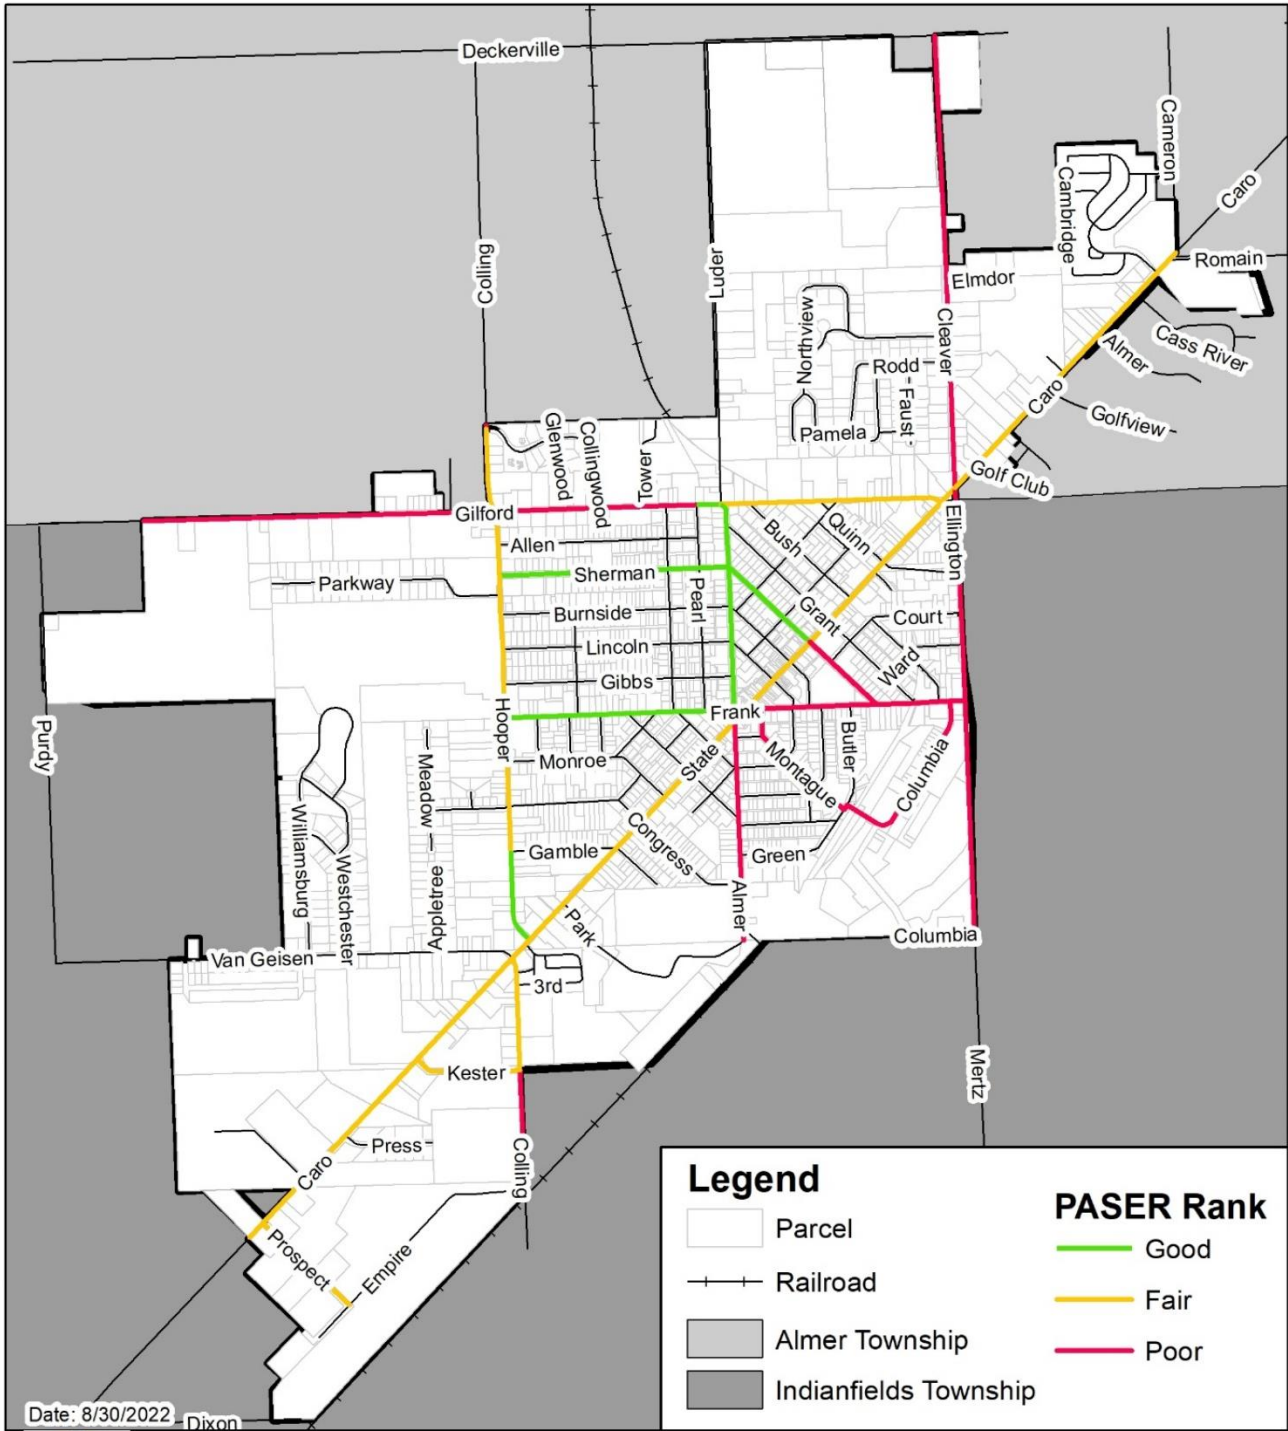 Deckerville
Cameron
Caro
Cambridge
Romain
Colling
Luder
Elmdor
Northview
Cleaver
Cass River
Almer
Rodd
Faust
Caro
Golfview
Pamela
Glenwood
Collingwood
Tower
Golf Club
Gilford
Ellington
Allen
Bush
Quinn
Sherman
Parkway
Pearl
Burnside
Grant
Court
Lincoln
Ward
Gibbs
Hooper
Frank
Purdy
Meadow
Monroe
State
Montague
Butler
Columbia
Williamsburg
Westchester
Congress
Gamble
Green
Appletree
Almer
Park
Columbia
Van Geisen
3rd
Kester
Mertz
Press
Caro
Colling
Prospect
Empire
Dixon
Date: 8/30/2022
Legend
Parcel
Railroad
Almer Township
Indianfields Township
PASER Rank
Good
Fair
Poor